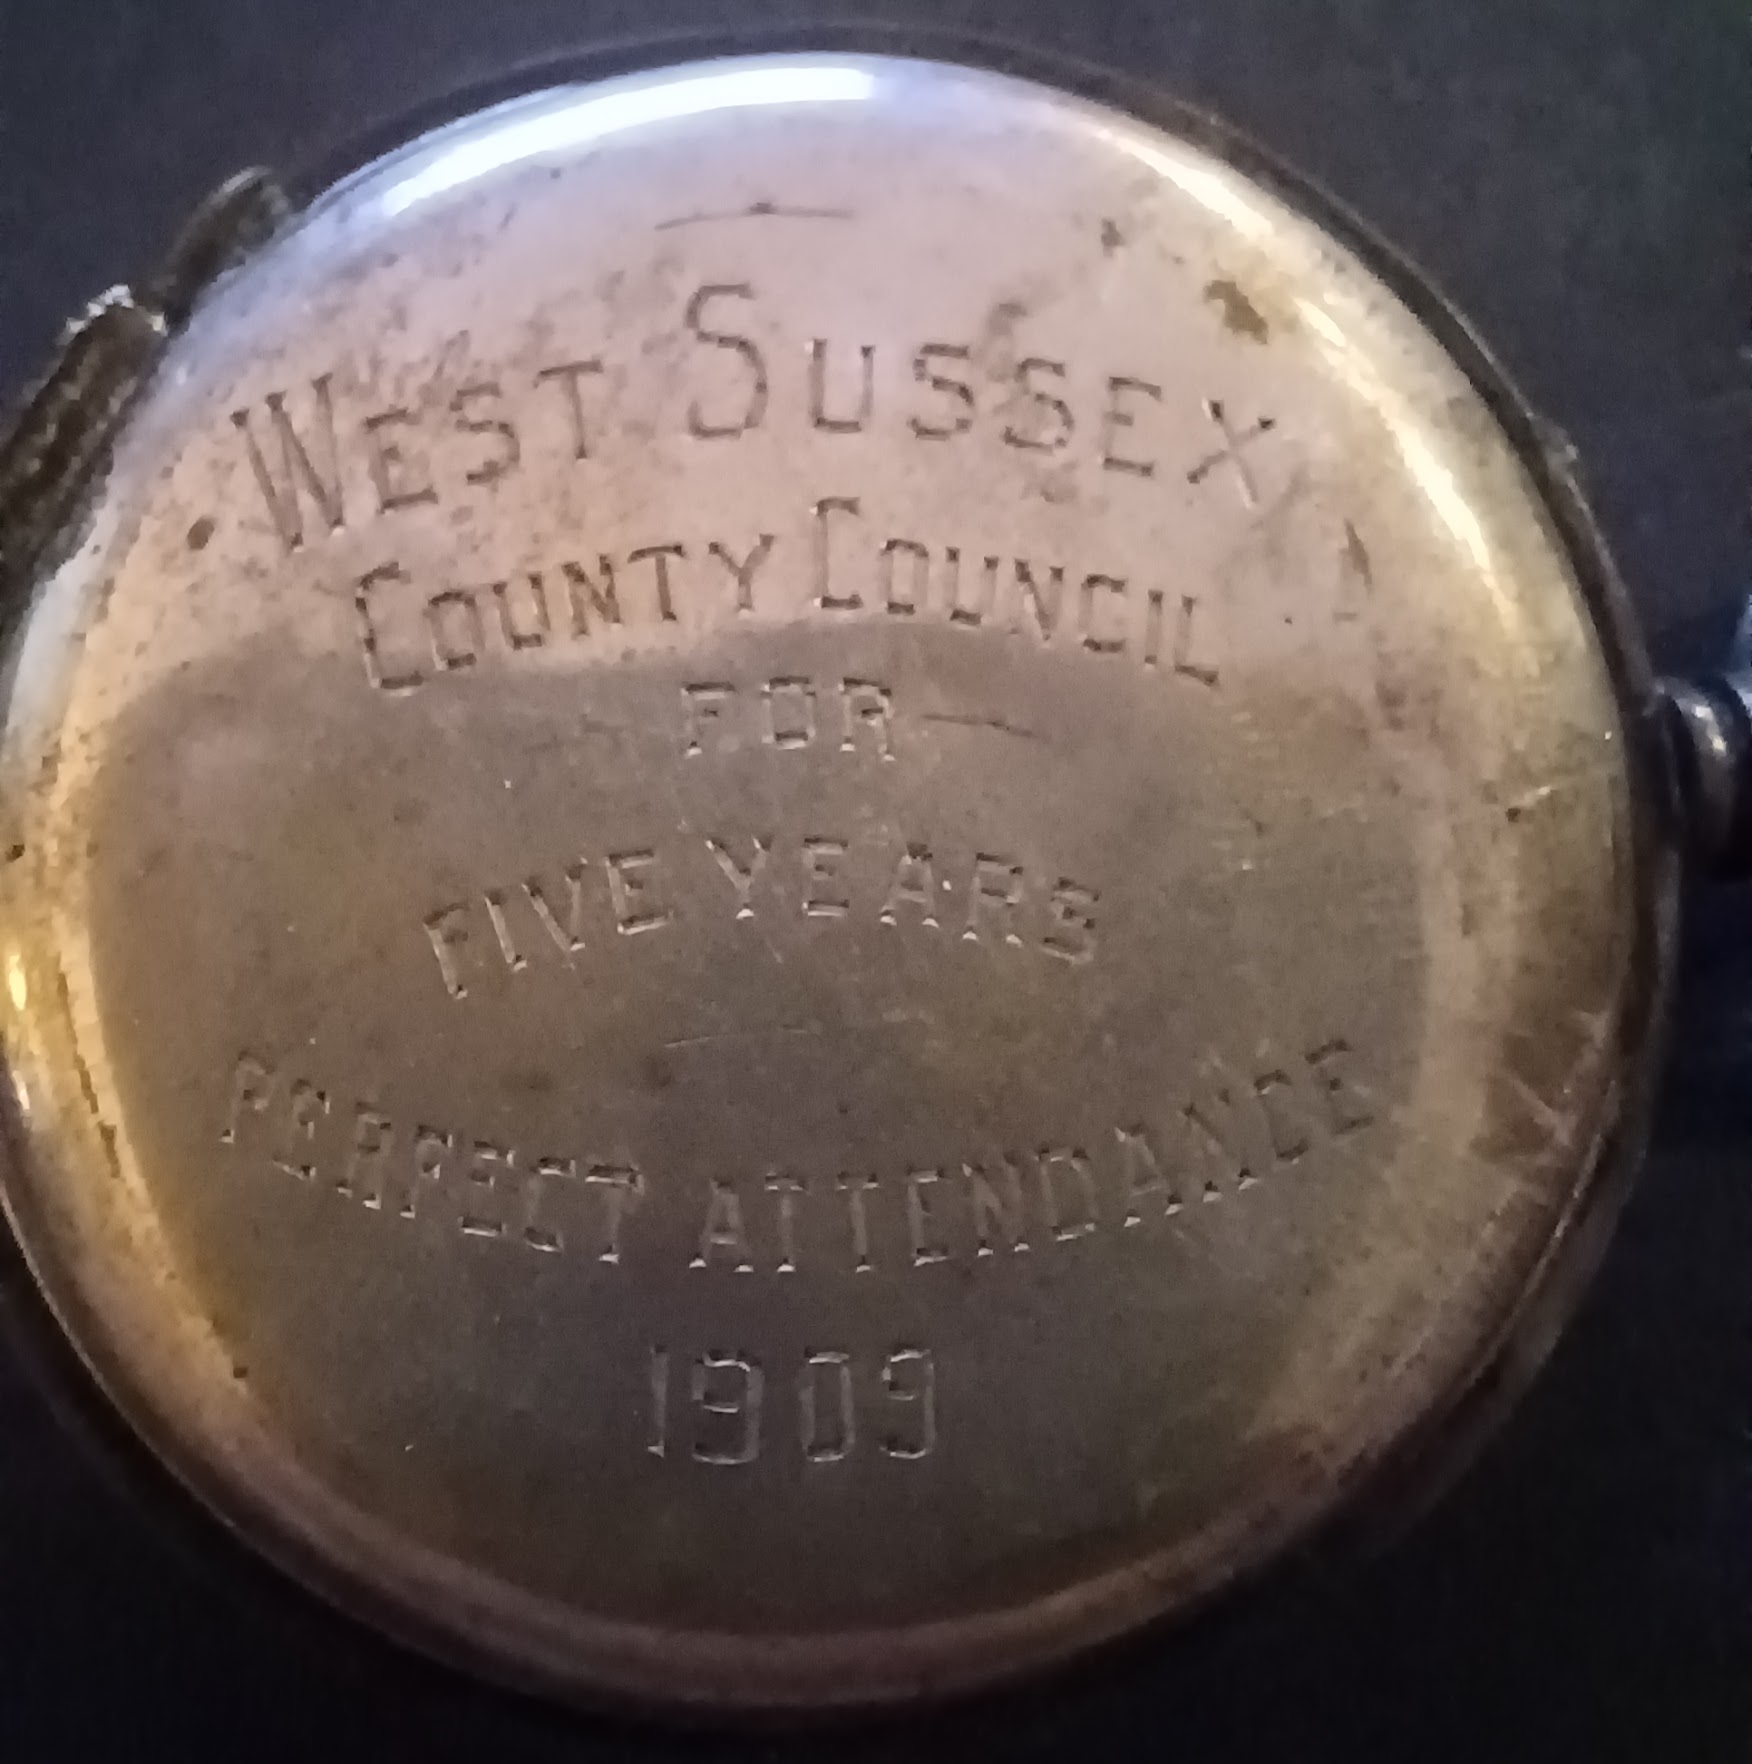 WEST SUSSEX
COUNTY COUNCIL
FOR
FIVE YEARS
PERFECT ATTENDANCE
1909